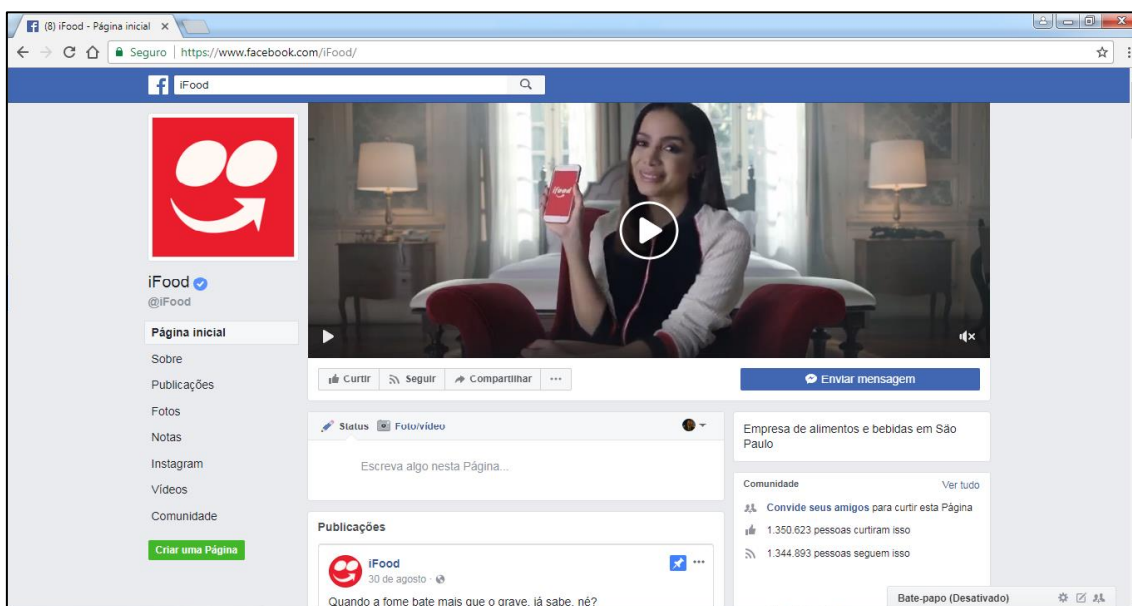 (8) iFood - Página inicial
Seguro | https://www.facebook.com/iFood/
iFood
iFood
iFood
@iFood
Página inicial
Sobre
Publicações
Fotos
Notas
Instagram
Vídeos
Comunidade
Criar uma Página
Curtir Seguir Compartilhar
Enviar mensagem
Status Foto/vídeo
Escreva algo nesta Página...
Publicações
iFood
30 de agosto
Quando a fome bate mais que o grave, já sabe, né?
Empresa de alimentos e bebidas em São
Paulo
Comunidade Ver tudo
Convide seus amigos para curtir esta Página
1.350.623 pessoas curtiram isso
1.344.893 pessoas seguem isso
Bate-papo (Desativado)